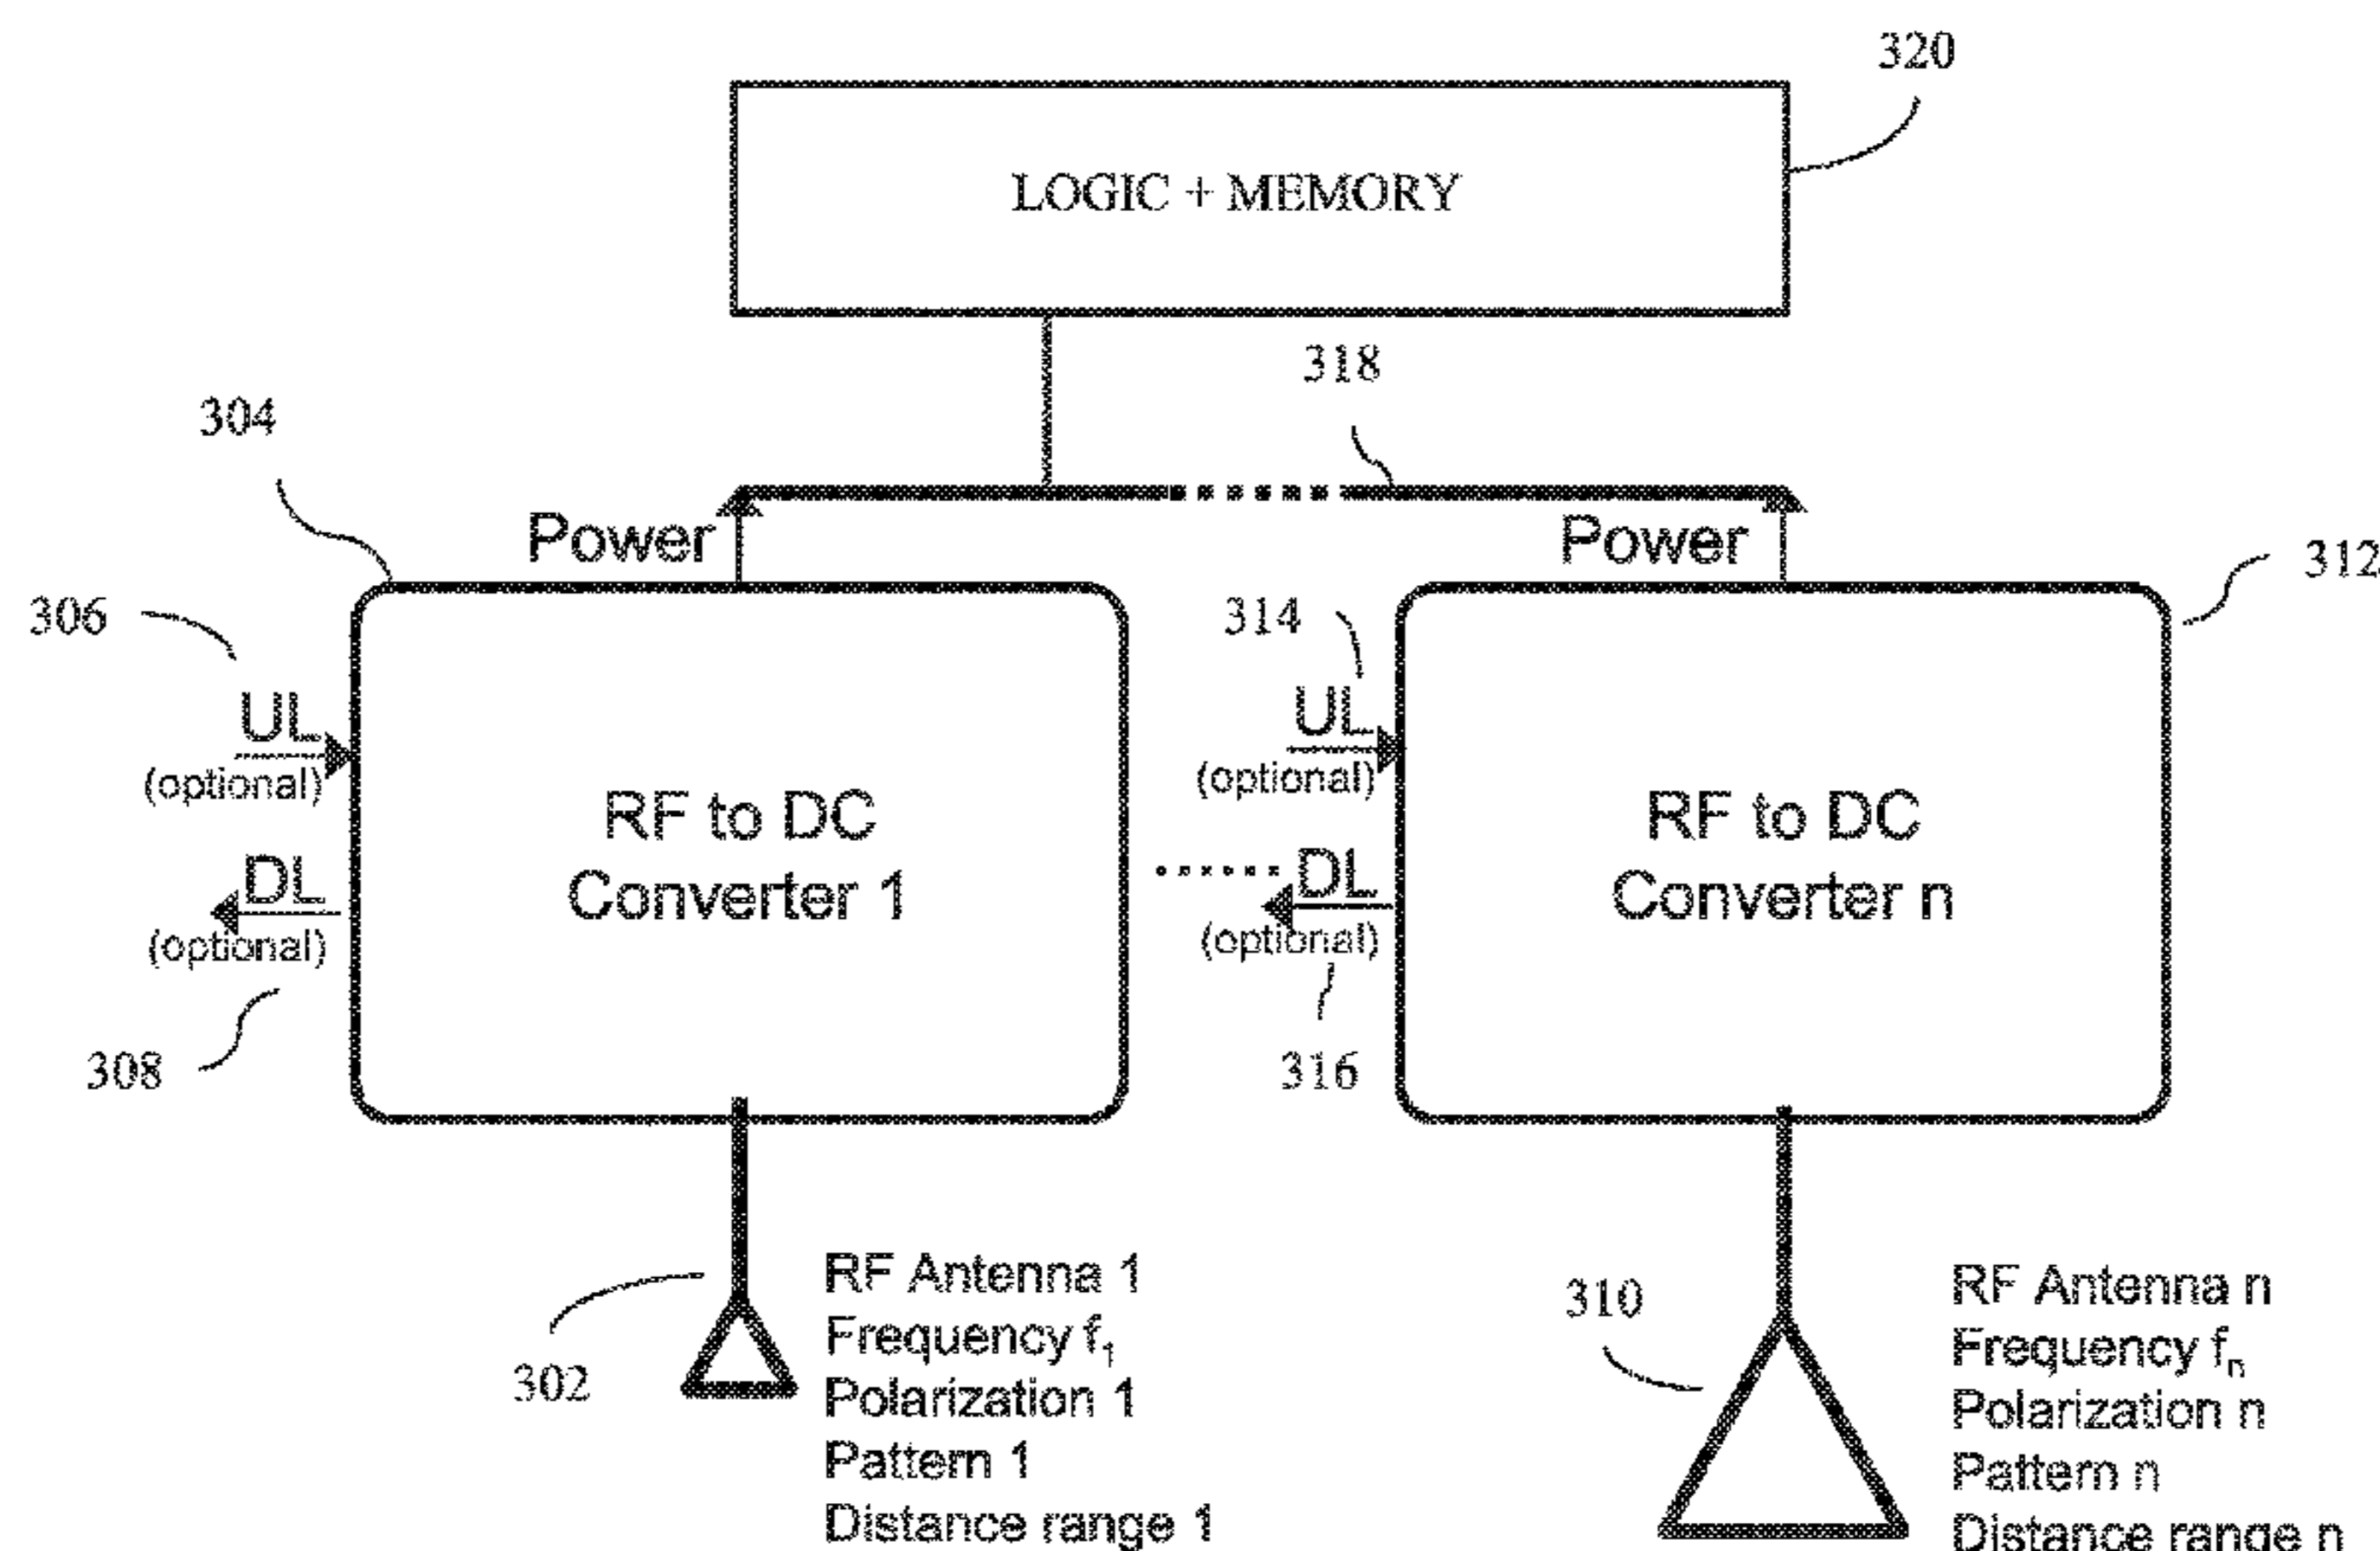 320
LOGIC + MEMORY
318
304
Power
Power
312
306
314
UL
(optional)
UL
(optional)
RF to DC
Converter 1
RF to DC
Converter n
DL
(optional)
DL
(optional)
308
316
RF Antenna 1
Frequency f₁
Polarization 1
Pattern 1
Distance range 1
302
310
RF Antenna n
Frequency fₙ
Polarization n
Pattern n
Distance range n